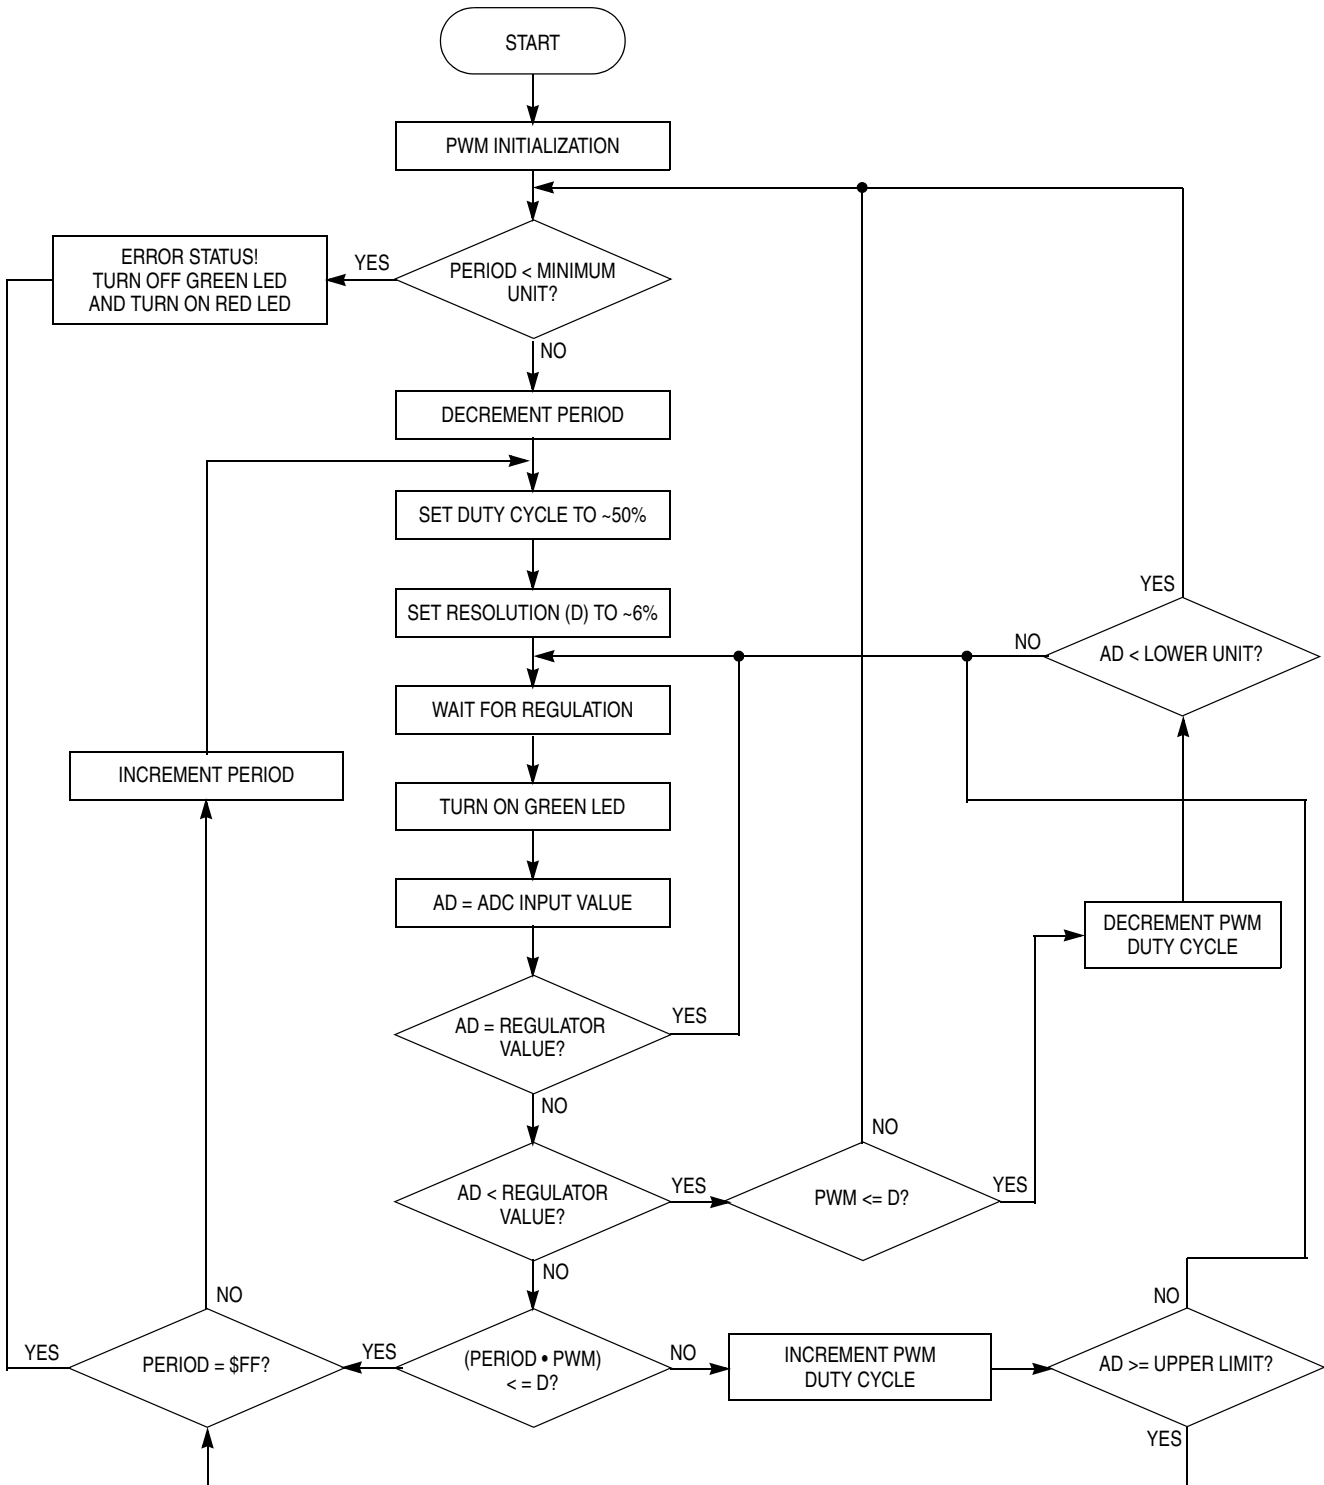 START
PWM INITIALIZATION
ERROR STATUS!
TURN OFF GREEN LED
AND TURN ON RED LED
YES
PERIOD < MINIMUM
UNIT?
NO
DECREMENT PERIOD
SET DUTY CYCLE TO ~50%
SET RESOLUTION (D) TO ~6%
YES
NO
AD < LOWER UNIT?
WAIT FOR REGULATION
INCREMENT PERIOD
TURN ON GREEN LED
AD = ADC INPUT VALUE
DECREMENT PWM
DUTY CYCLE
AD = REGULATOR
VALUE?
YES
NO
NO
AD < REGULATOR
VALUE?
YES
PWM <= D?
YES
NO
NO
NO
YES
PERIOD = $FF?
YES
(PERIOD • PWM)
< = D?
NO
INCREMENT PWM
DUTY CYCLE
AD >= UPPER LIMIT?
YES